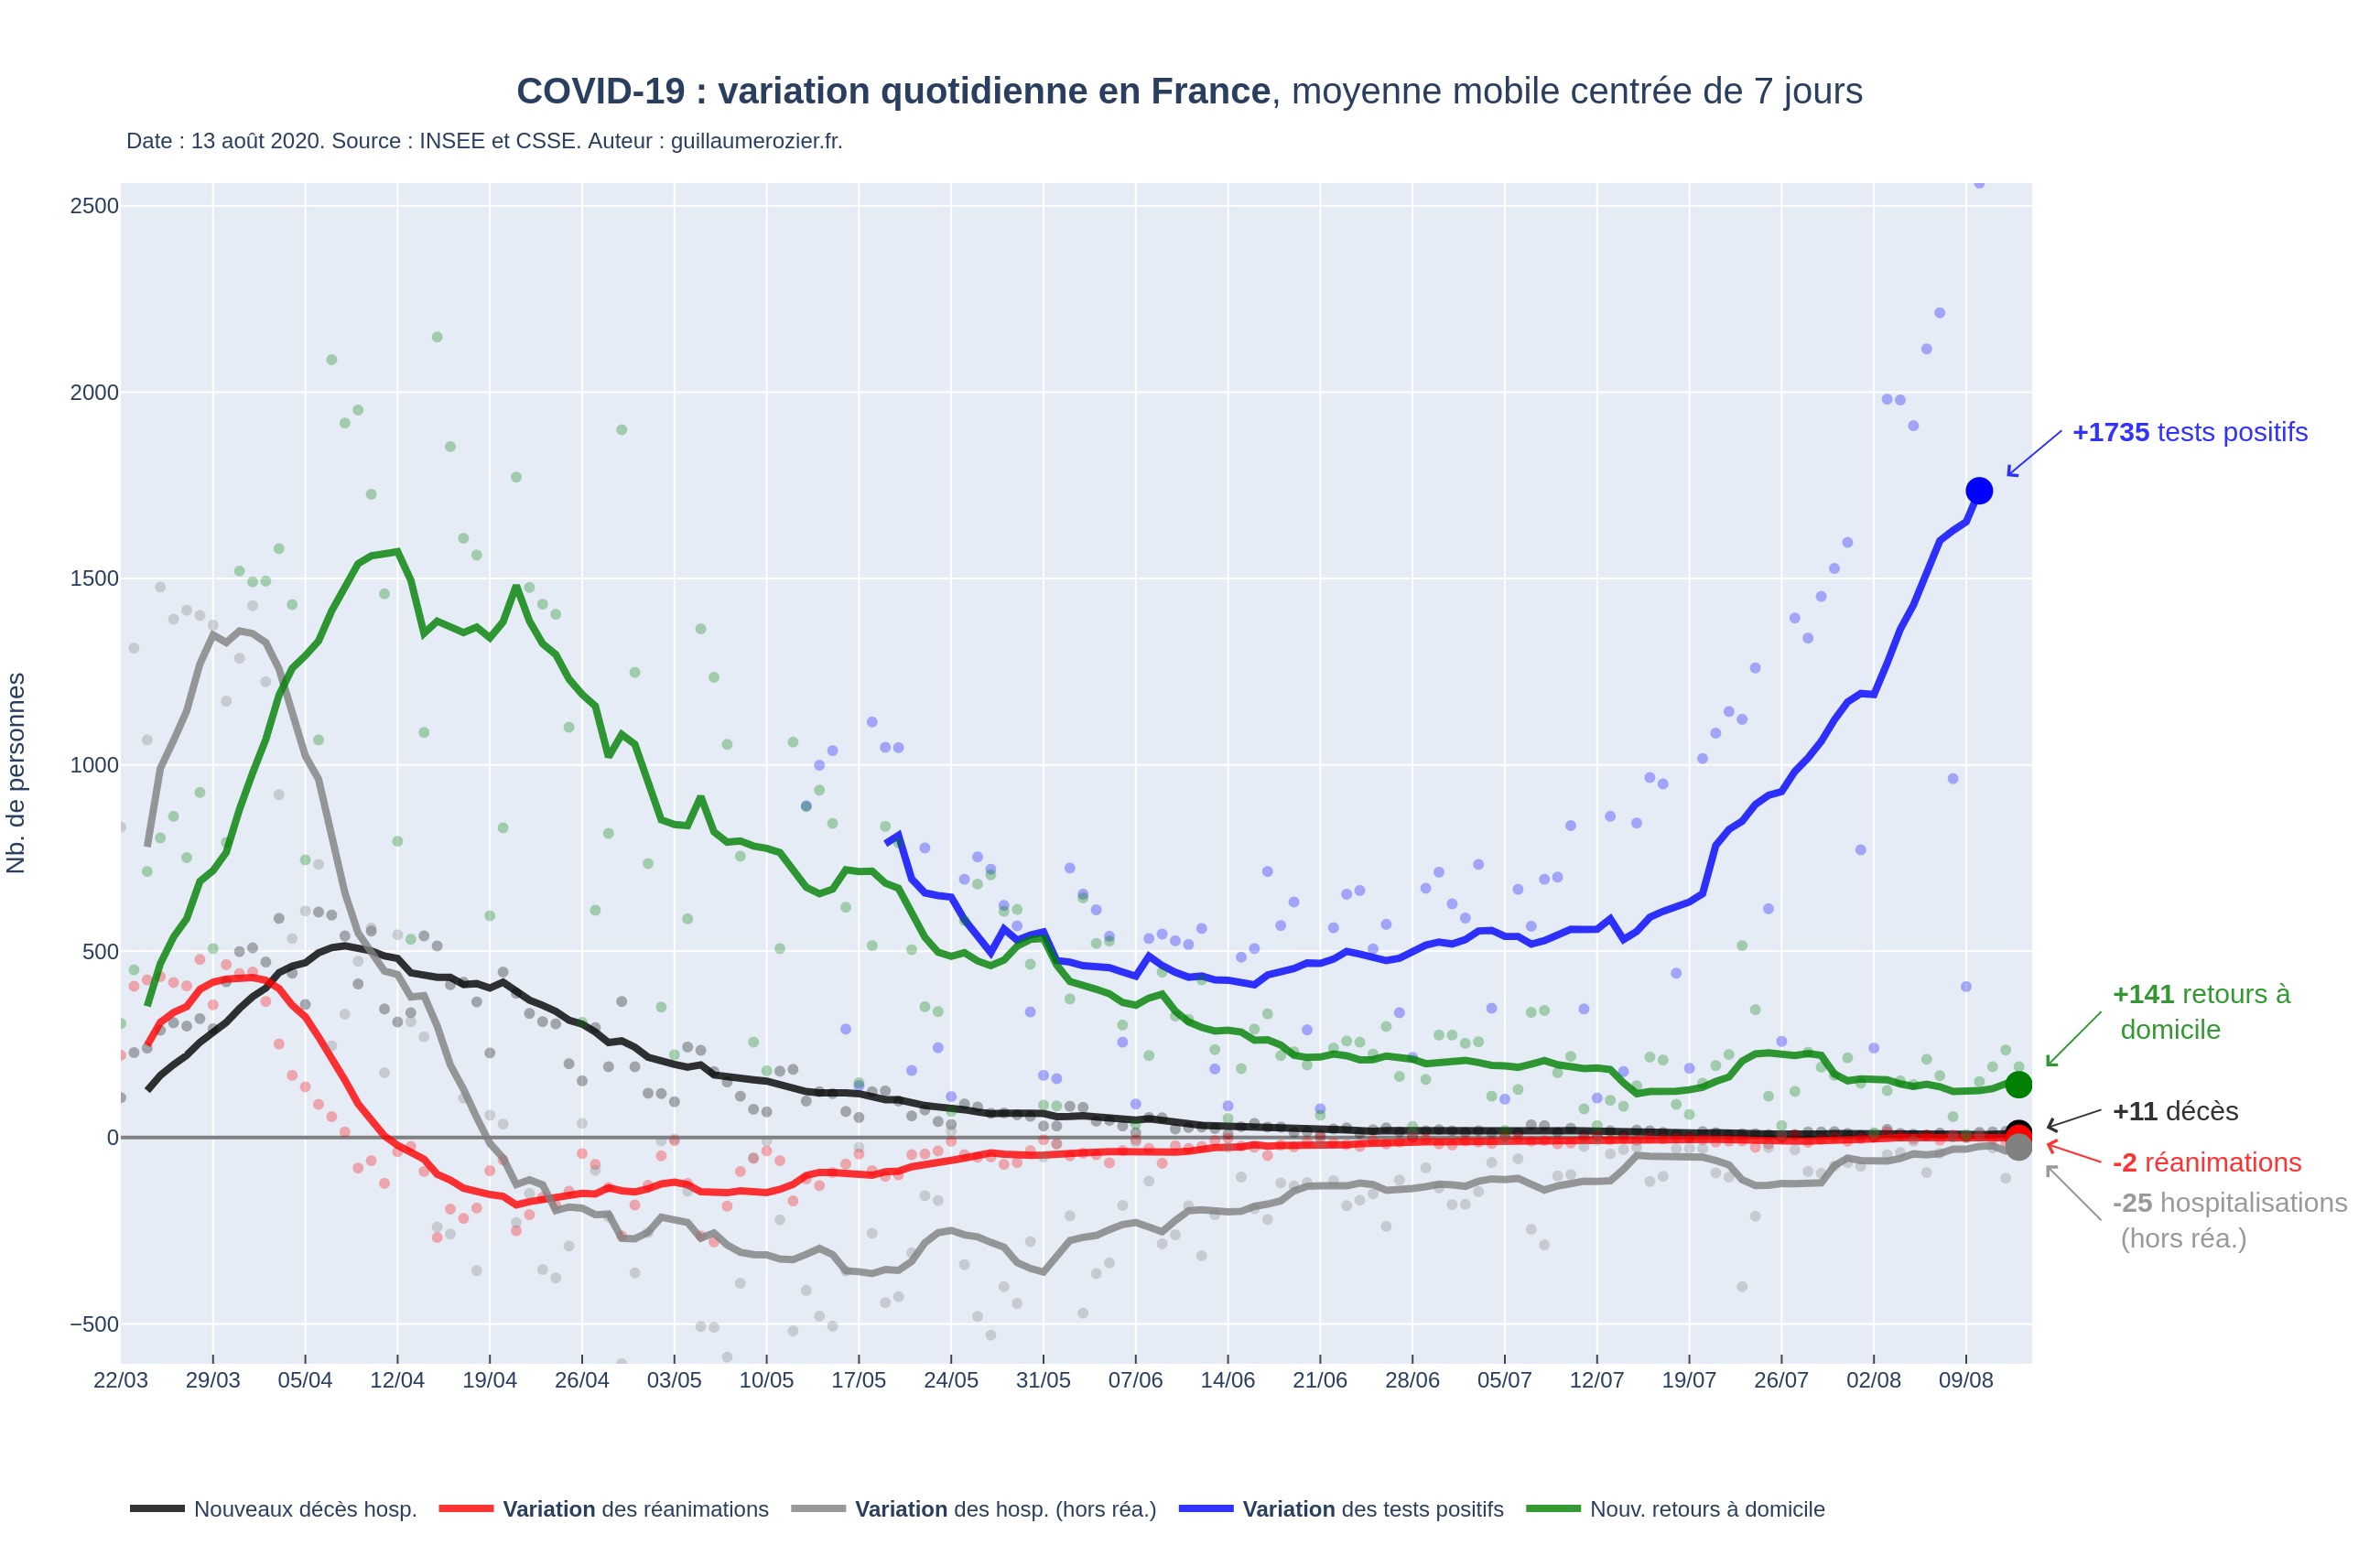 COVID-19 : variation quotidienne en France, moyenne mobile centrée de 7 jours
Date : 13 août 2020. Source : INSEE et CSSE. Auteur : guillaumerozier.fr.
Nb. de personnes
2500
2000
1500
1000
500
0
−500
22/03 29/03 05/04 12/04 19/04 26/04 03/05 10/05 17/05 24/05 31/05 07/06 14/06 21/06 28/06 05/07 12/07 19/07 26/07 02/08 09/08
+1735 tests positifs
+141 retours à
domicile
+11 décès
-2 réanimations
-25 hospitalisations
(hors réa.)
Nouveaux décès hosp. Variation des réanimations Variation des hosp. (hors réa.) Variation des tests positifs Nouv. retours à domicile